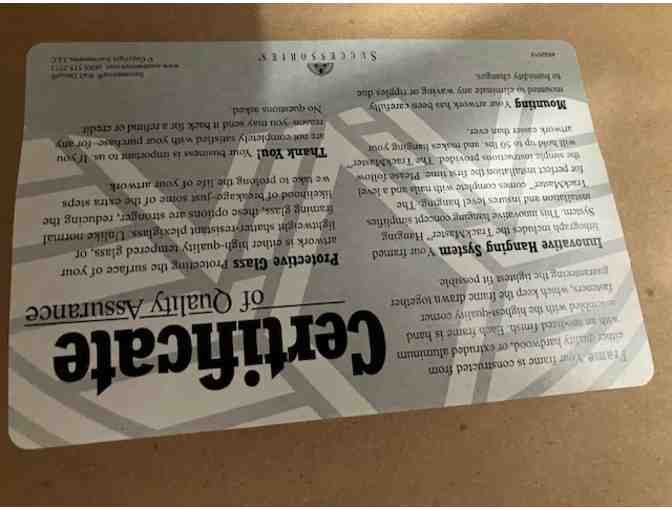 Certificate
of Quality Assurance
Frame Your frame is constructed from
either quality hardwood, or extruded aluminum
with an anodized finish. Each frame is hand
assembled with the highest-quality corner
fasteners, which keep the frame drawn together
guaranteeing the tightest fit possible.
Innovative Hanging System Your framed
lithograph includes the TrackMaster™ Hanging
System. This innovative hanging concept simplifies
installation and insures level hanging. The
TrackMaster™ comes complete with nails and a level
for perfect installation the first time. Please follow
the simple instructions provided. The TrackMaster™
will hold up to 50 lbs. and makes hanging your
artwork easier than ever.
Mounting Your artwork has been carefully
mounted to eliminate any waving or ripples due
to humidity changes.
Protective Glass Protecting the surface of your
artwork is either high-quality tempered glass, or
lightweight shatter-resistant plexiglass. Unlike normal
framing glass, these options are stronger, reducing the
likelihood of breakage–just some of the extra steps
we take to prolong the life of your artwork.
Thank You! Your business is important to us. If you
are not completely satisfied with your purchase–for any
reason–you may send it back for a refund or credit.
No questions asked.
SUCCESSORIES®
Successories® Wall Decor®
© Copyright Successories, LLC